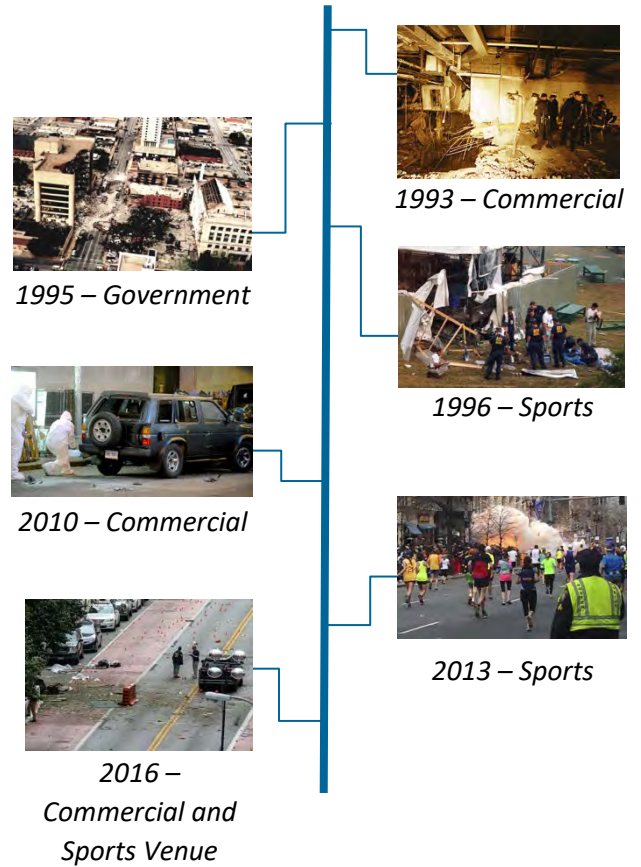 1993 – Commercial
1995 – Government
1996 – Sports
2010 – Commercial
2013 – Sports
2016 –
Commercial and
Sports Venue